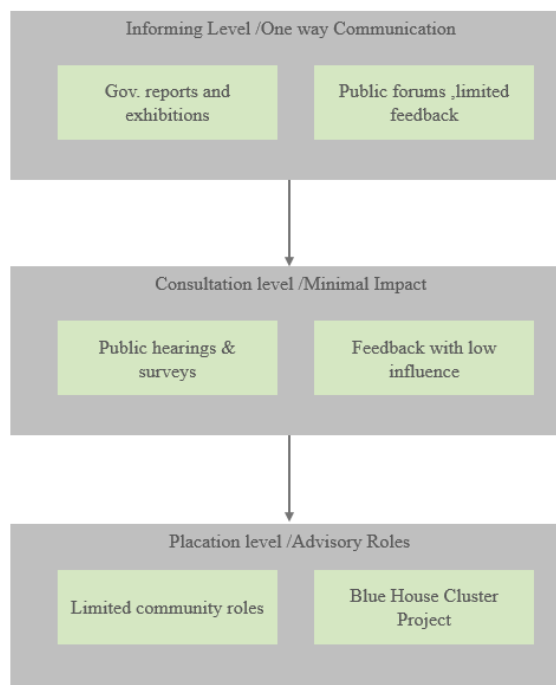 Informing Level /One way Communication
Gov. reports and
exhibitions
Public forums ,limited
feedback
Consultation level /Minimal Impact
Public hearings &
surveys
Feedback with low
influence
Placation level /Advisory Roles
Limited community roles
Blue House Cluster
Project